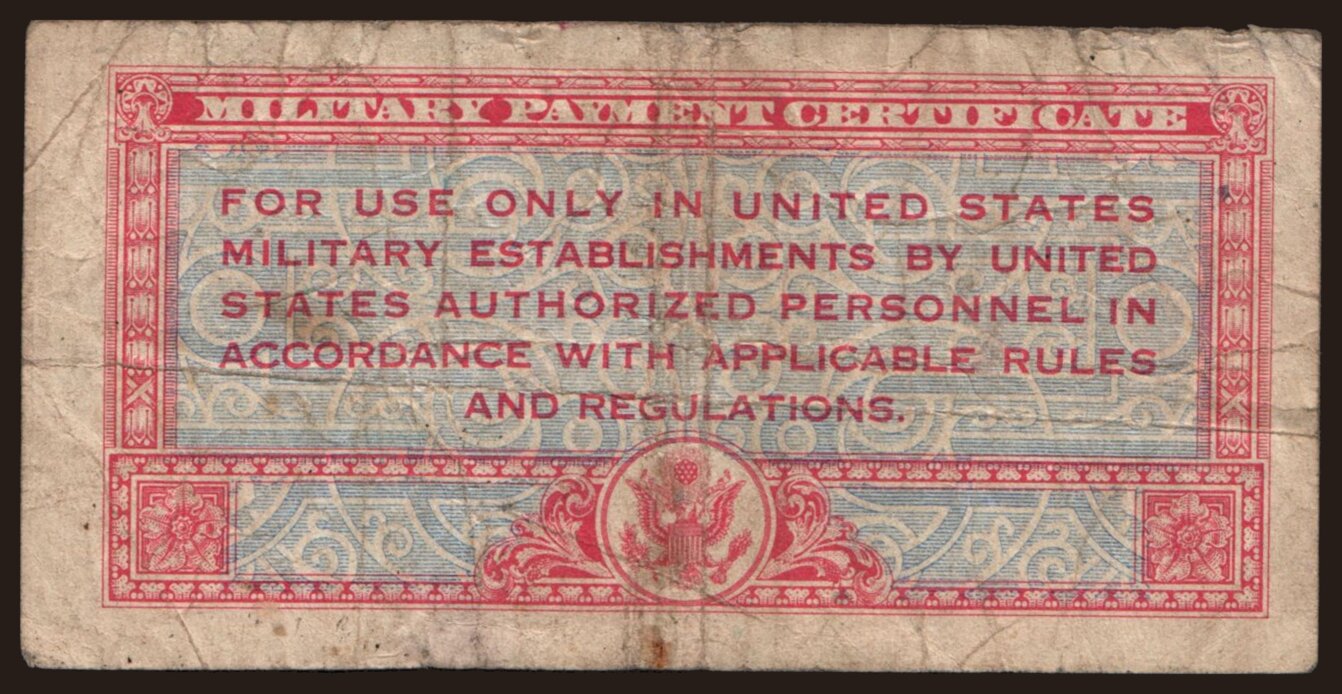 MILITARY PAYMENT CERTIFICATE
FOR USE ONLY IN UNITED STATES
MILITARY ESTABLISHMENTS BY UNITED
STATES AUTHORIZED PERSONNEL IN
ACCORDANCE WITH APPLICABLE RULES
AND REGULATIONS.